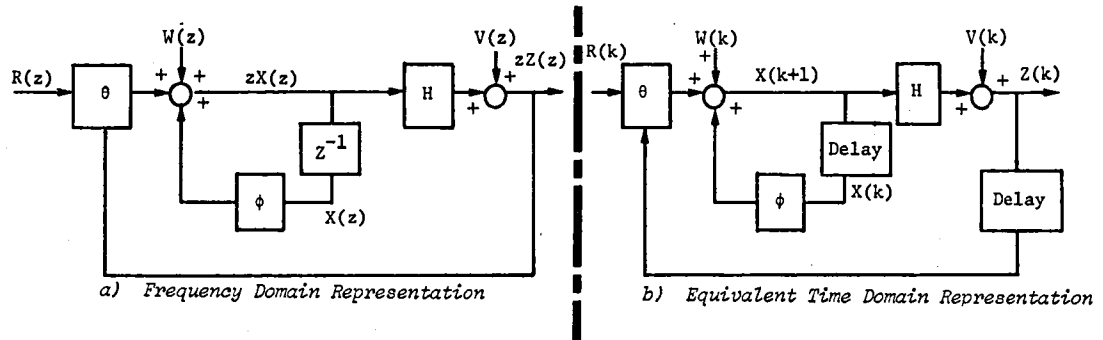 W(z)
V(z)
zZ(z)
R(z)
θ
+
+
+
zX(z)
H
+
+
Z⁻¹
ϕ
X(z)
a) Frequency Domain Representation
R(k)
W(k)
V(k)
θ
+
+
+
X(k+1)
H
+
+
Z(k)
Delay
ϕ
X(k)
Delay
b) Equivalent Time Domain Representation